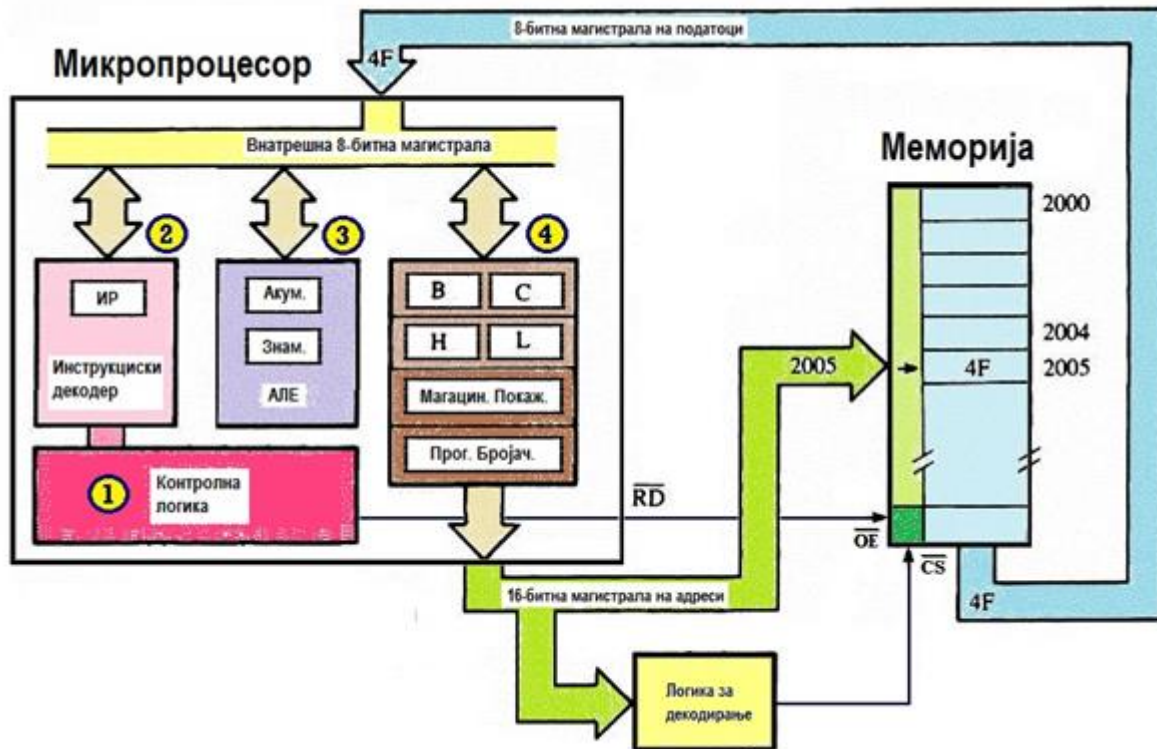 8-битна магистрала на податоци
4F
Микропроцесор
Внатрешна 8-битна магистрала
Меморија
2000
2
3
4
ИР
Инструкциски
декодер
Акум.
Знам.
АЛЕ
B
C
H
L
Магацин. Покаж.
Прог. Бројач.
2004
2005
4F
2005
1
Контролна
логика
RD
OE
CS
16-битна магистрала на адреси
4F
Логика за
декодирање